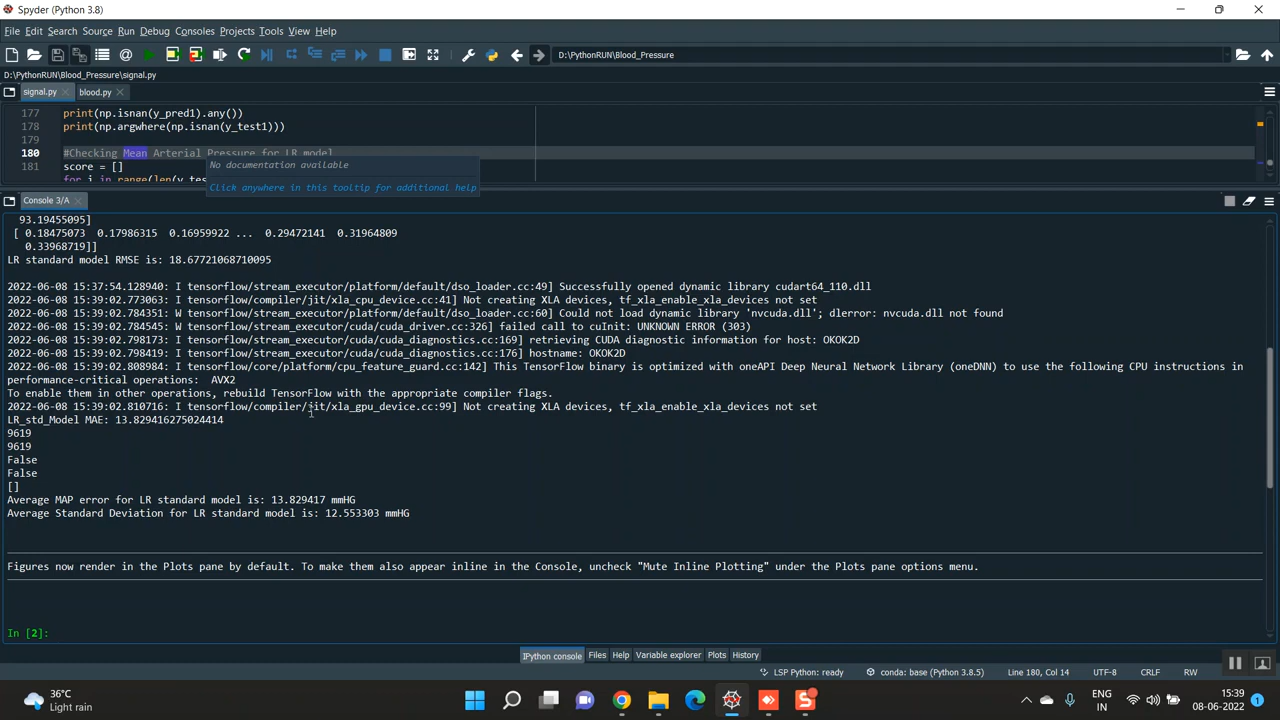 Spyder (Python 3.8)
File Edit Search Source Run Debug Consoles Projects Tools View Help
D:\PythonRUN\Blood_Pressure
D:\PythonRUN\Blood_Pressure\signal.py
signal.py blood.py
177 print(np.isnan(y_pred1).any())
178 print(np.argwhere(np.isnan(y_test1)))
179
180 #Checking Mean Arterial Pressure for LR model
No documentation available
181 score = []
for i in range(len(y_tes
Click anywhere in this tooltip for additional help
Console 3/A
93.19455095]
[ 0.18475073 0.17986315 0.16959922 ... 0.29472141 0.31964809
0.33968719]]
LR standard model RMSE is: 18.67721068710095
2022-06-08 15:37:54.128940: I tensorflow/stream_executor/platform/default/dso_loader.cc:49] Successfully opened dynamic library cudart64_110.dll
2022-06-08 15:39:02.773063: I tensorflow/compiler/jit/xla_cpu_device.cc:41] Not creating XLA devices, tf_xla_enable_xla_devices not set
2022-06-08 15:39:02.784351: W tensorflow/stream_executor/platform/default/dso_loader.cc:60] Could not load dynamic library 'nvcuda.dll'; dlerror: nvcuda.dll not found
2022-06-08 15:39:02.784545: W tensorflow/stream_executor/cuda/cuda_driver.cc:326] failed call to cuInit: UNKNOWN ERROR (303)
2022-06-08 15:39:02.798173: I tensorflow/stream_executor/cuda/cuda_diagnostics.cc:169] retrieving CUDA diagnostic information for host: OKOK2D
2022-06-08 15:39:02.798419: I tensorflow/stream_executor/cuda/cuda_diagnostics.cc:176] hostname: OKOK2D
2022-06-08 15:39:02.808984: I tensorflow/core/platform/cpu_feature_guard.cc:142] This TensorFlow binary is optimized with oneAPI Deep Neural Network Library (oneDNN) to use the following CPU instructions in
performance-critical operations: AVX2
To enable them in other operations, rebuild TensorFlow with the appropriate compiler flags.
2022-06-08 15:39:02.810716: I tensorflow/compiler/jit/xla_gpu_device.cc:99] Not creating XLA devices, tf_xla_enable_xla_devices not set
LR_std_Model MAE: 13.829416275024414
9619
9619
False
False
[]
Average MAP error for LR standard model is: 13.829417 mmHG
Average Standard Deviation for LR standard model is: 12.553303 mmHG
Figures now render in the Plots pane by default. To make them also appear inline in the Console, uncheck "Mute Inline Plotting" under the Plots pane options menu.
In [2]:
IPython console Files Help Variable explorer Plots History
LSP Python: ready conda: base (Python 3.8.5) Line 180, Col 14 UTF-8 CRLF RW
36°C
Light rain
ENG
IN
15:39
08-06-2022
1